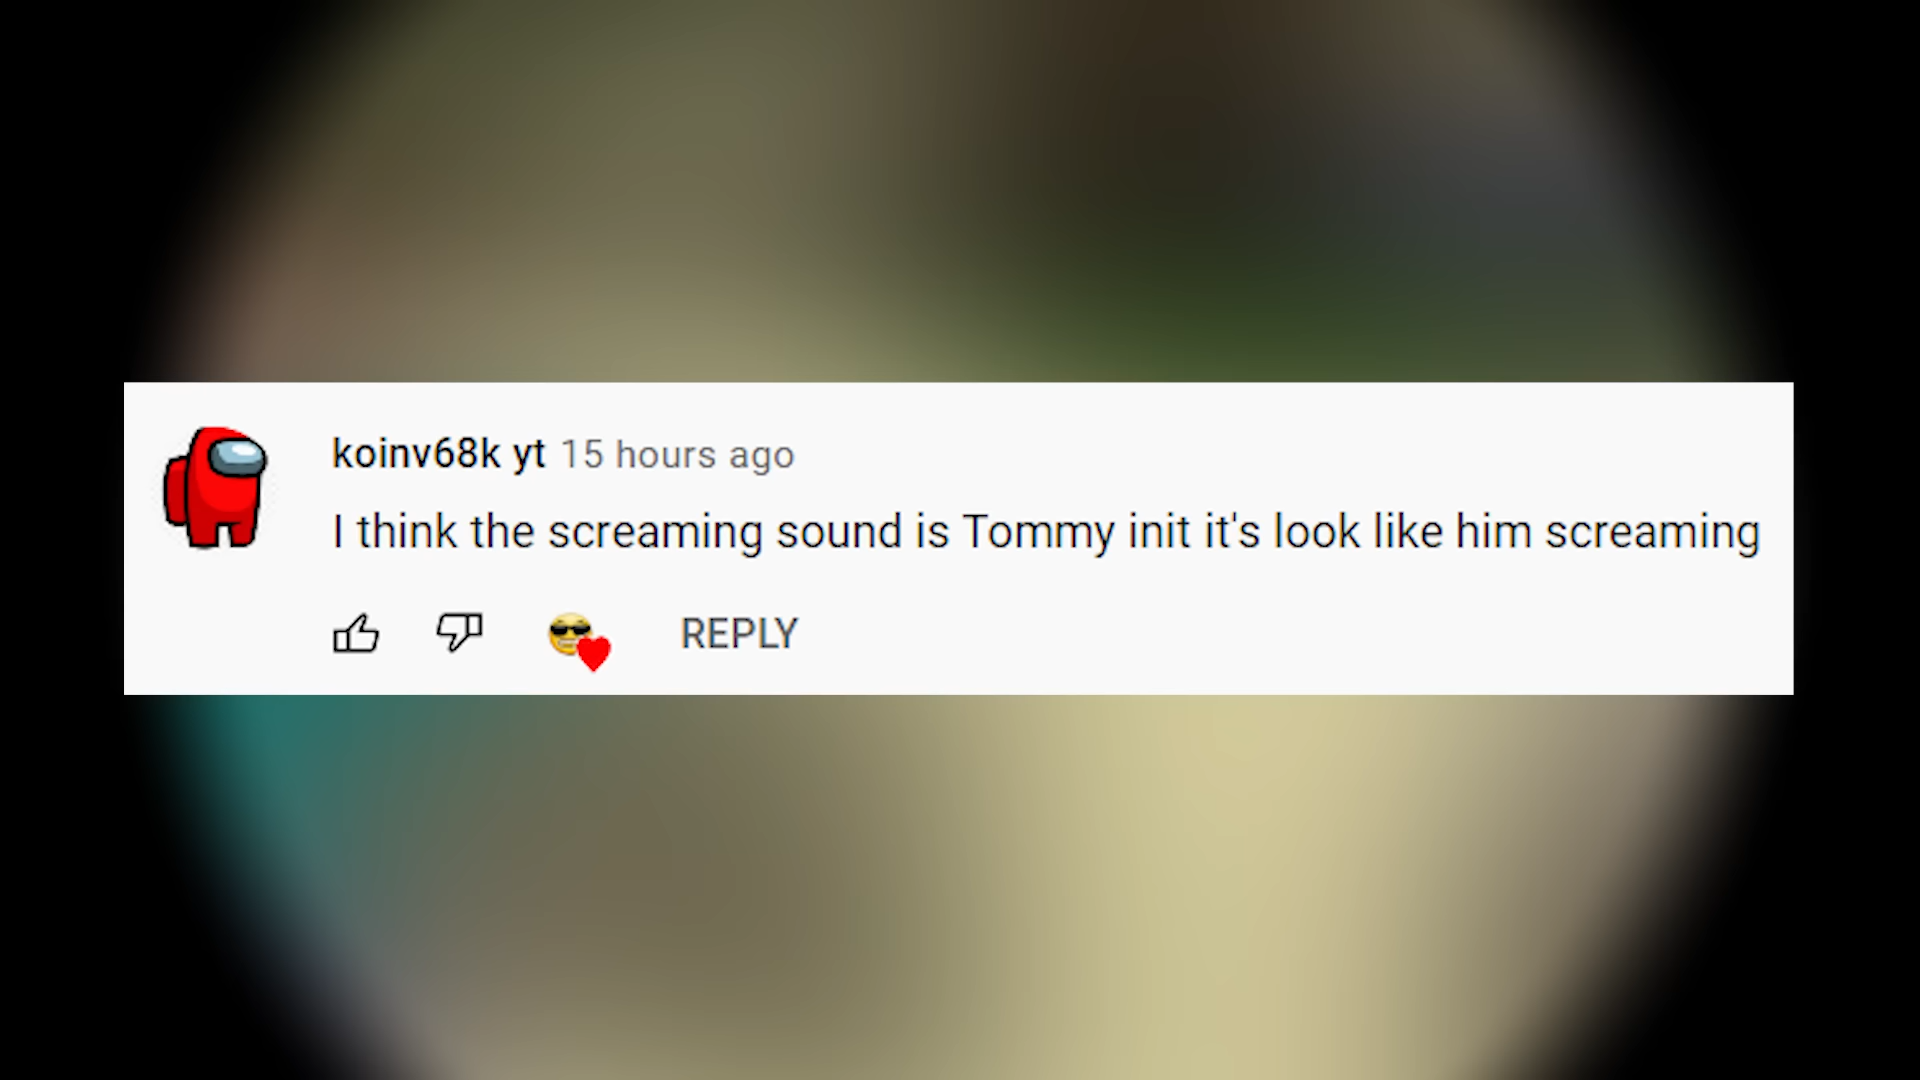 koinv68k yt 15 hours ago
I think the screaming sound is Tommy init it's look like him screaming
REPLY